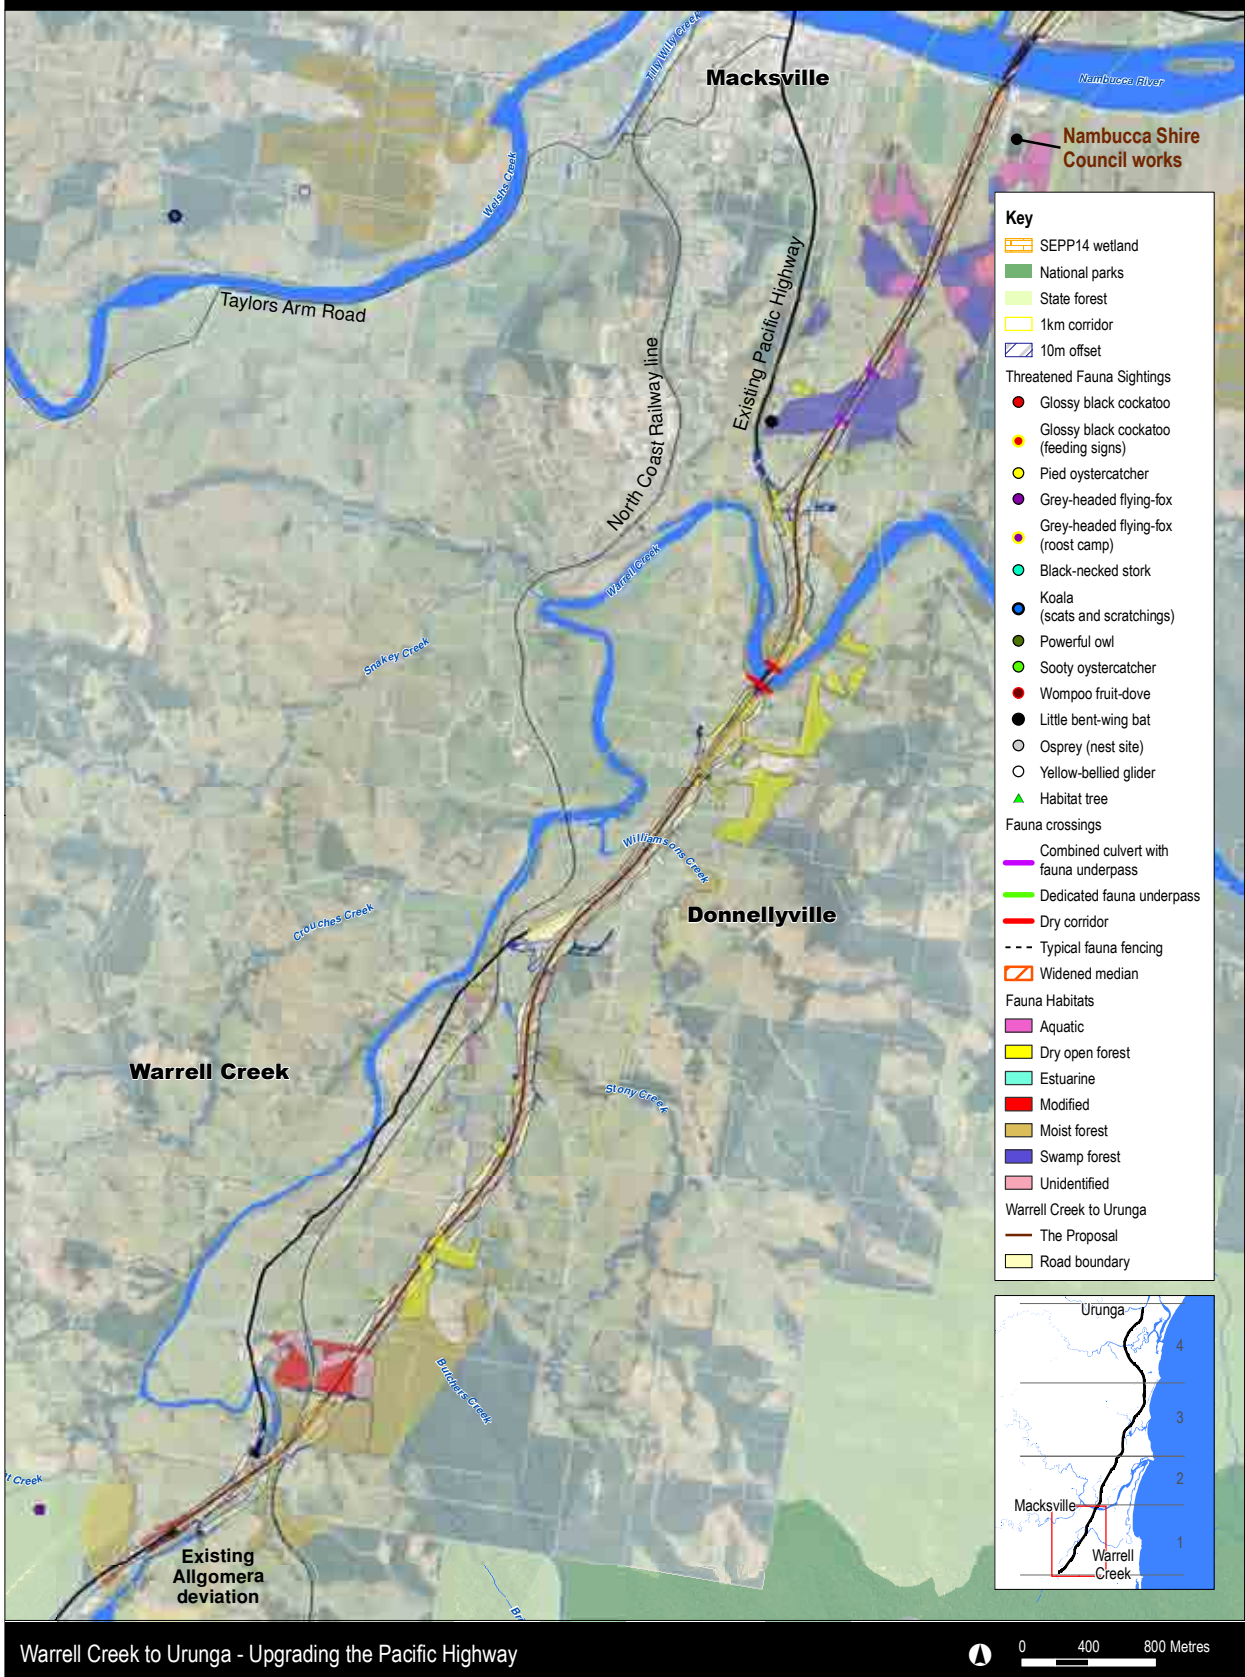 Macksville
Tilly Willy Creek
Nambucca River
Nambucca Shire
Council works
Welshs Creek
Taylors Arm Road
Existing Pacific Highway
North Coast Railway line
Warrell Creek
Snakey Creek
Williamsons Creek
Crouches Creek
Donnellyville
Warrell Creek
Stony Creek
Butchers Creek
Creek
Existing
Allgomera
deviation
Key
SEPP14 wetland
National parks
State forest
1km corridor
10m offset
Threatened Fauna Sightings
Glossy black cockatoo
Glossy black cockatoo
(feeding signs)
Pied oystercatcher
Grey-headed flying-fox
Grey-headed flying-fox
(roost camp)
Black-necked stork
Koala
(scats and scratchings)
Powerful owl
Sooty oystercatcher
Wompoo fruit-dove
Little bent-wing bat
Osprey (nest site)
Yellow-bellied glider
Habitat tree
Fauna crossings
Combined culvert with
fauna underpass
Dedicated fauna underpass
Dry corridor
Typical fauna fencing
Widened median
Fauna Habitats
Aquatic
Dry open forest
Estuarine
Modified
Moist forest
Swamp forest
Unidentified
Warrell Creek to Urunga
The Proposal
Road boundary
Urunga
4
3
2
Macksville
1
Warrell
Creek
Warrell Creek to Urunga - Upgrading the Pacific Highway
0 400 800 Metres